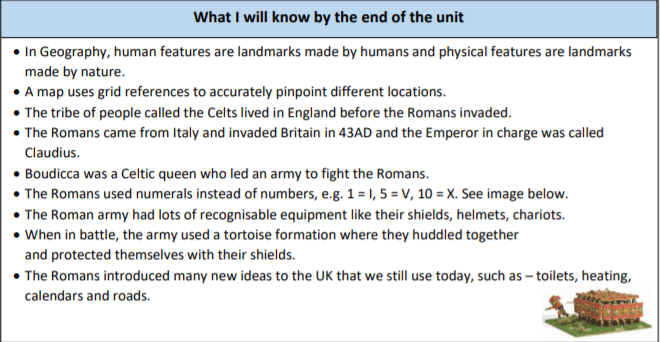 What I will know by the end of the unit
• In Geography, human features are landmarks made by humans and physical features are landmarks
made by nature.
• A map uses grid references to accurately pinpoint different locations.
• The tribe of people called the Celts lived in England before the Romans invaded.
• The Romans came from Italy and invaded Britain in 43AD and the Emperor in charge was called
Claudius.
• Boudicca was a Celtic queen who led an army to fight the Romans.
• The Romans used numerals instead of numbers, e.g. 1 = I, 5 = V, 10 = X. See image below.
• The Roman army had lots of recognisable equipment like their shields, helmets, chariots.
• When in battle, the army used a tortoise formation where they huddled together
and protected themselves with their shields.
• The Romans introduced many new ideas to the UK that we still use today, such as – toilets, heating,
calendars and roads.